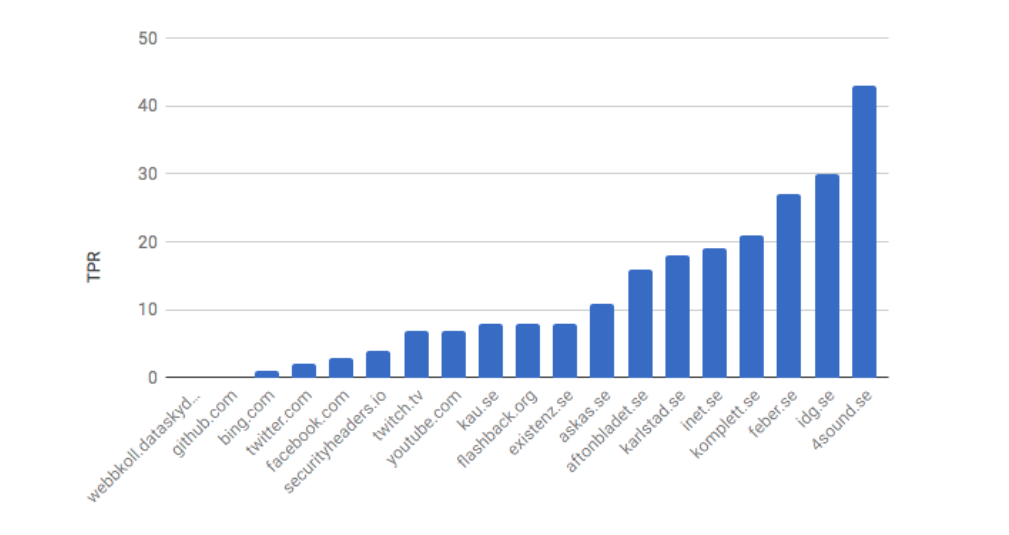 50
40
30
20
10
0
TPR
webbkoll.dataskyd...
github.com
bing.com
twitter.com
facebook.com
securityheaders.io
twitch.tv
youtube.com
kau.se
flashback.org
existenz.se
askas.se
aftonbladet.se
karlstad.se
inet.se
komplett.se
feber.se
idg.se
4sound.se